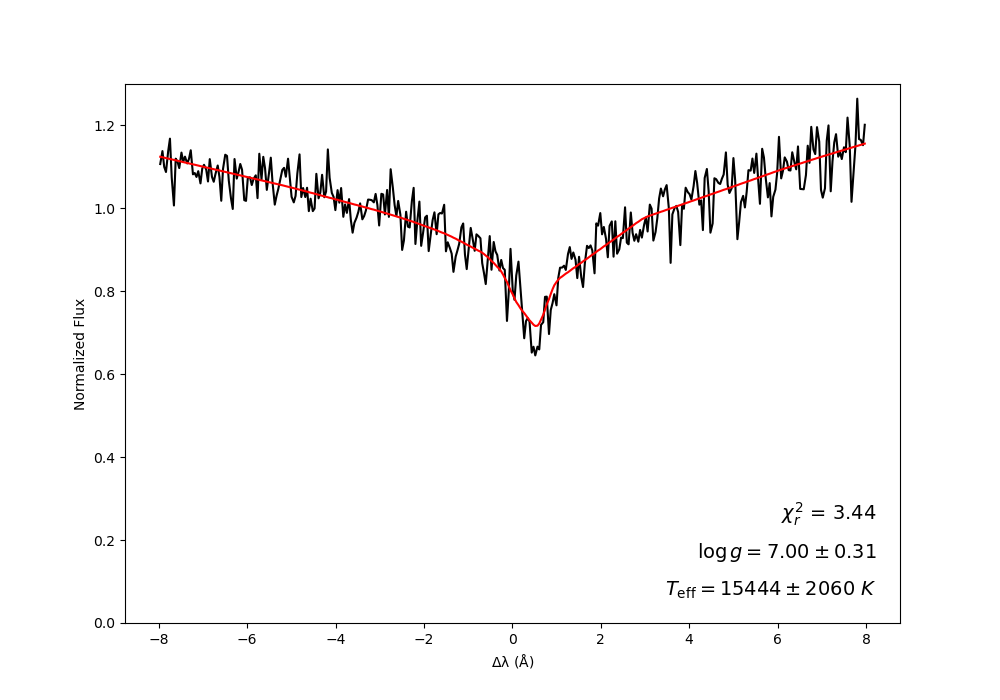 1.2
1.0
0.8
0.6
0.4
0.2
0.0
Normalized Flux
χ²ᵣ = 3.44
log g = 7.00 ± 0.31
T_eff = 15444 ± 2060 K
−8 −6 −4 −2 0 2 4 6 8
Δλ (Å)